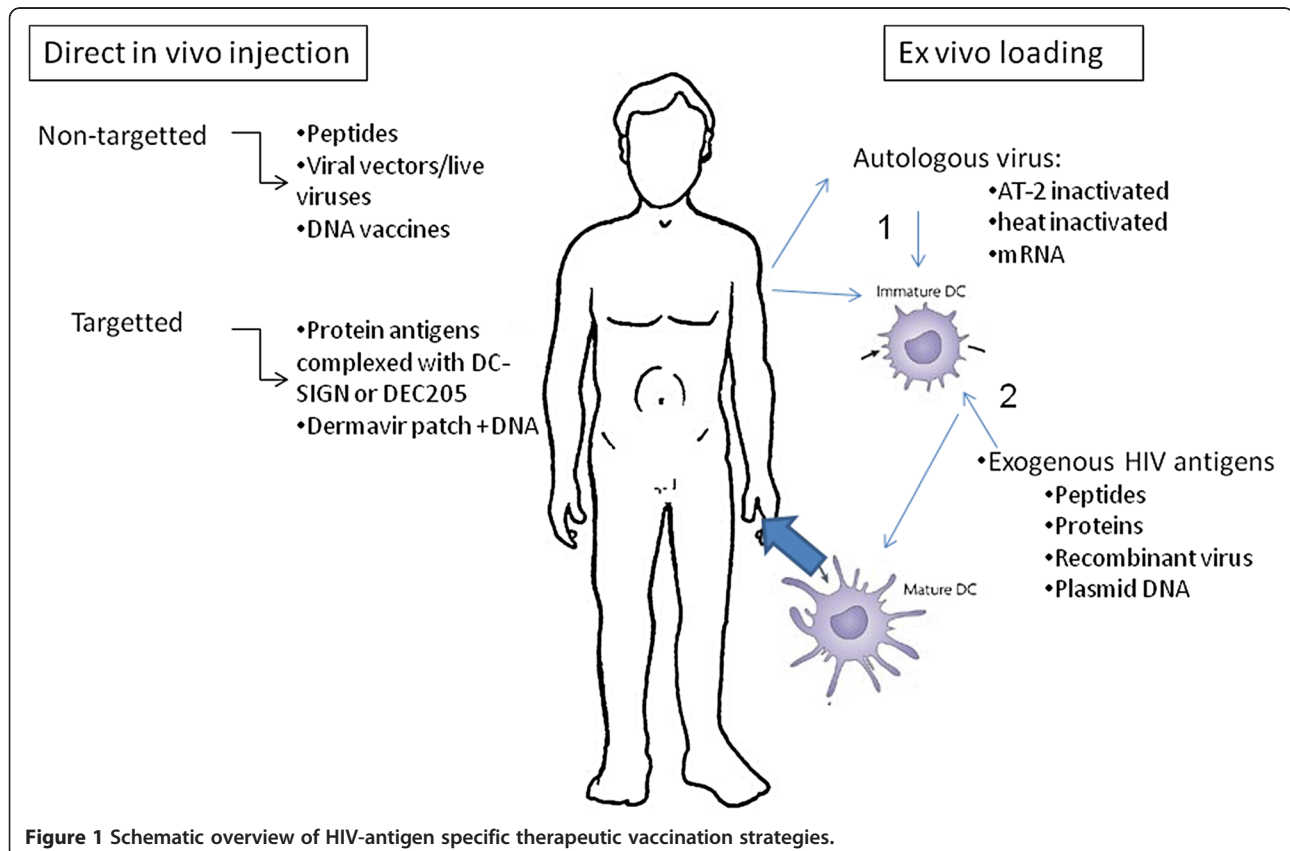 Direct in vivo injection
Non-targetted
•Peptides
•Viral vectors/live
viruses
•DNA vaccines
Targetted
•Protein antigens
complexed with DC-
SIGN or DEC205
•Dermavir patch +DNA
Ex vivo loading
Autologous virus:
•AT-2 inactivated
•heat inactivated
•mRNA
1
Immature DC
2
•Exogenous HIV antigens
•Peptides
•Proteins
•Recombinant virus
•Plasmid DNA
Mature DC
Figure 1 Schematic overview of HIV-antigen specific therapeutic vaccination strategies.